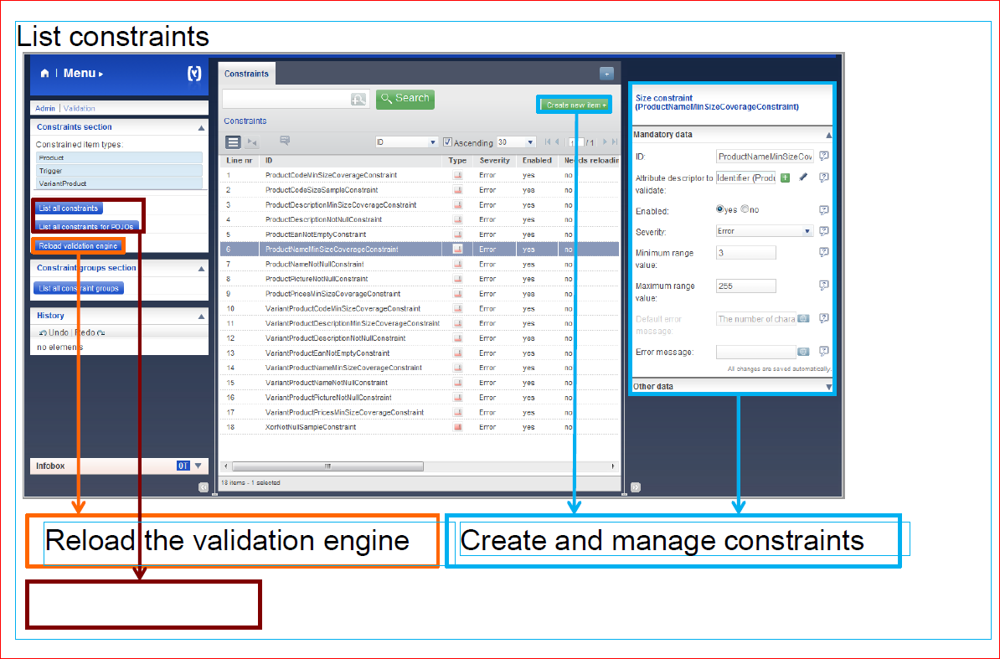 List constraints
Menu
Constraints
Search
Create new item +
Constraints
Admin | Validation
Constraints section
Constrained item types:
Product
Trigger
VariantProduct
List all constraints
List all constraints for POJOs
Reload validation engine
Constraint groups section
List all constraint groups
History
Undo | Redo
no elements
Infobox 0T
ID Ascending 30 / 1
Line nr ID Type Severity Enabled Needs reloadin
1 ProductCodeMinSizeCoverageConstraint Error yes no
2 ProductCodeSizeSampleConstraint Error yes no
3 ProductDescriptionMinSizeCoverageConstraint Error yes no
4 ProductDescriptionNotNullConstraint Error yes no
5 ProductEanNotEmptyConstraint Error yes no
6 ProductNameMinSizeCoverageConstraint Error yes no
7 ProductNameNotNullConstraint Error yes no
8 ProductPictureNotNullConstraint Error yes no
9 ProductPricesMinSizeCoverageConstraint Error yes no
10 VariantProductCodeMinSizeCoverageConstraint Error yes no
11 VariantProductDescriptionMinSizeCoverageConstraint Error yes no
12 VariantProductDescriptionNotNullConstraint Error yes no
13 VariantProductEanNotEmptyConstraint Error yes no
14 VariantProductNameMinSizeCoverageConstraint Error yes no
15 VariantProductNameNotNullConstraint Error yes no
16 VariantProductPictureNotNullConstraint Error yes no
17 VariantProductPricesMinSizeCoverageConstraint Error yes no
18 XorNotNullSampleConstraint Error yes no
18 items - 1 selected
Size constraint
(ProductNameMinSizeCoverageConstraint)
Mandatory data
ID: ProductNameMinSizeCov
Attribute descriptor to Identifier (Produ
validate:
Enabled: yes no
Severity: Error
Minimum range 3
value:
Maximum range 255
value:
Default error The number of chara
message:
Error message:
All changes are saved automatically.
Other data
Reload the validation engine
Create and manage constraints